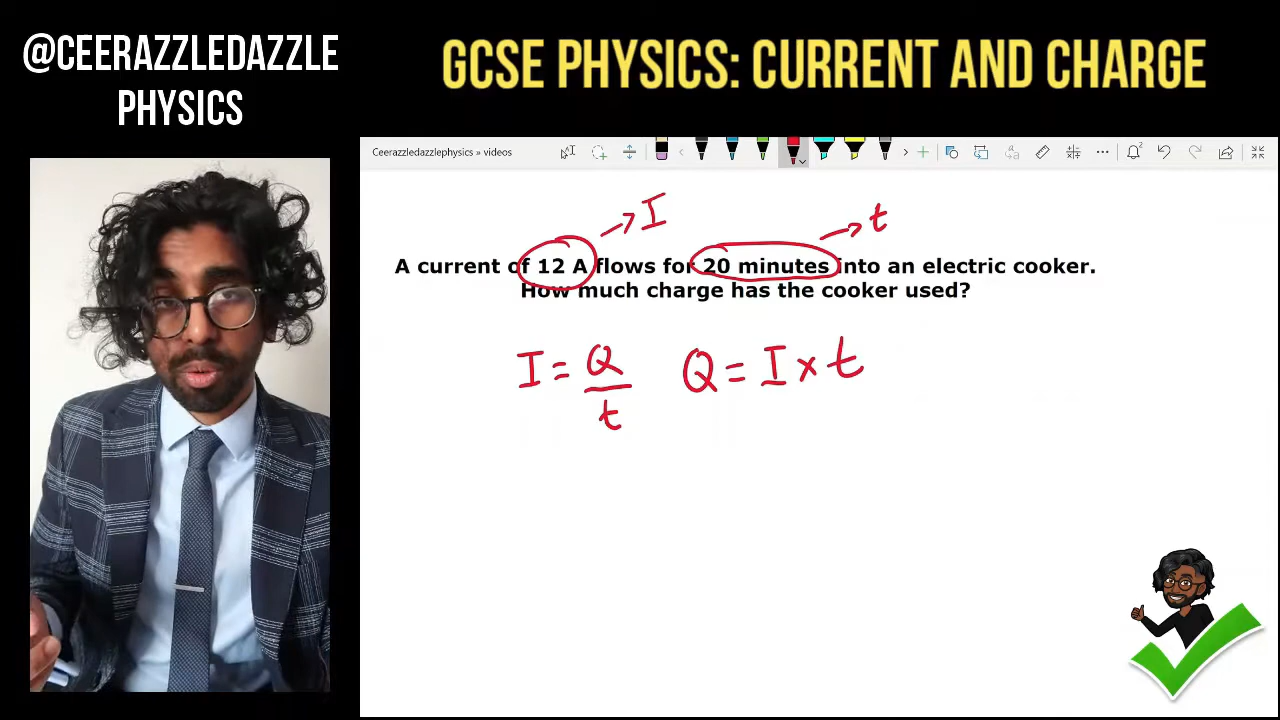 @CEERAZZLEDAZZLE
PHYSICS
GCSE PHYSICS: CURRENT AND CHARGE
Ceerazzledazzlephysics » videos
I
t
A current of 12 A flows for 20 minutes into an electric cooker.
How much charge has the cooker used?
I = Q/t Q = I × t